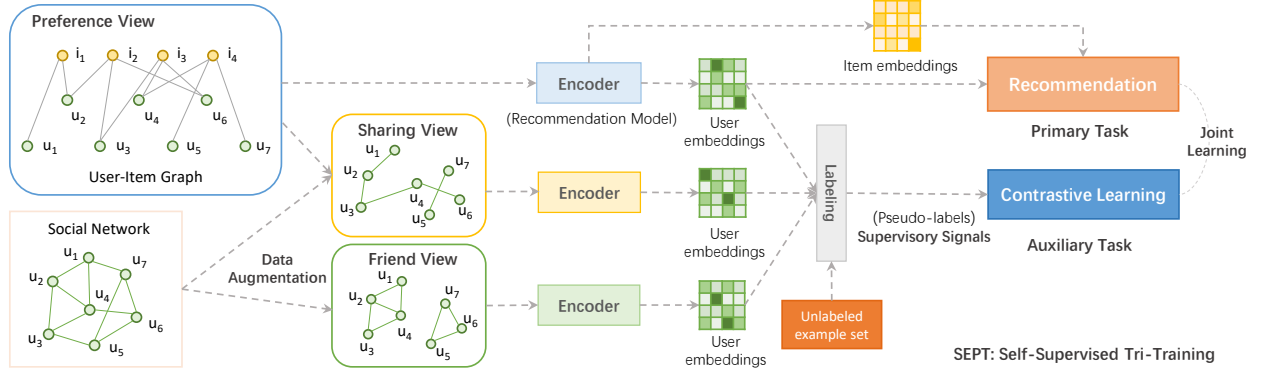 Preference View
i1 i2 i3 i4
u2 u4 u6
u1 u3 u5 u7
User-Item Graph
Social Network
u1
u7
u2
u4
u6
u3
u5
Data
Augmentation
Sharing View
u1
u7
u2
u4
u3
u6
u5
Friend View
u1
u2
u7
u4
u6
u3
u5
Encoder
(Recommendation Model)
Encoder
Encoder
User
embeddings
User
embeddings
User
embeddings
Item embeddings
Labeling
Unlabeled
example set
(Pseudo-labels)
Supervisory Signals
Recommendation
Primary Task
Joint
Learning
Contrastive Learning
Auxiliary Task
SEPT: Self-Supervised Tri-Training